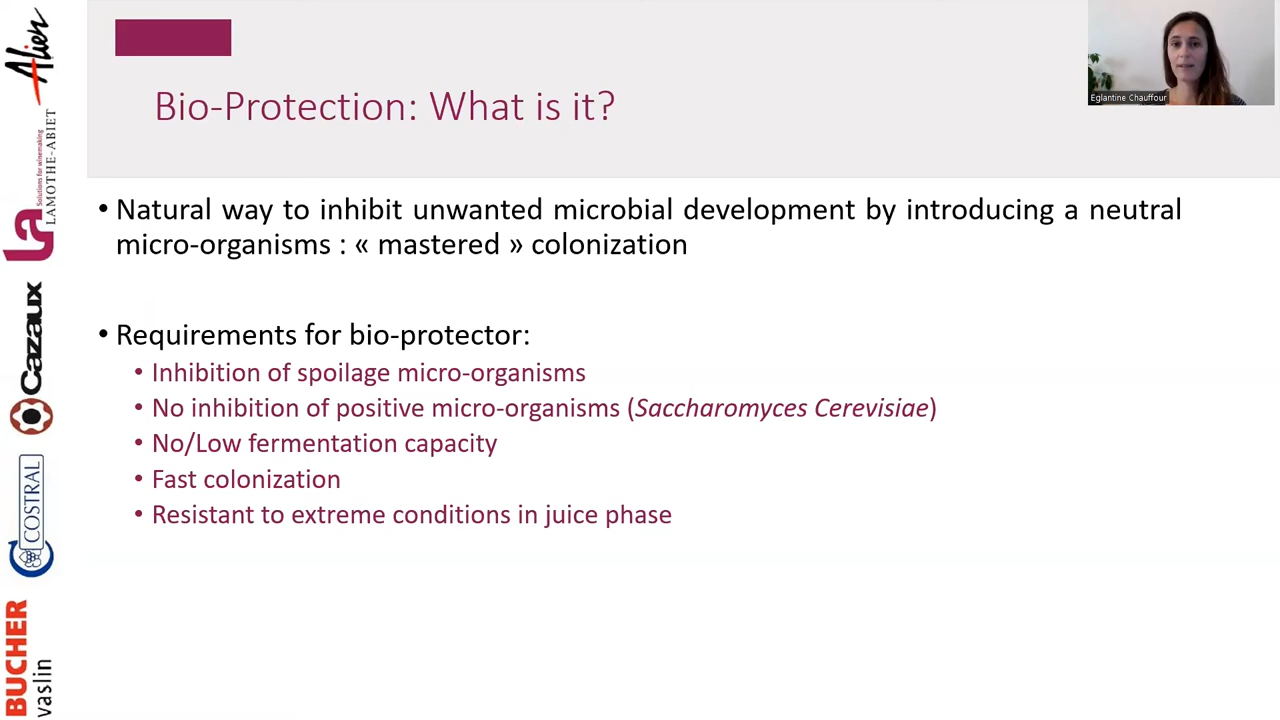 Alien
Solutions for winemaking
LAMOTHE-ABIET
La
Cazaux
COSTRAL
BUCHER
vaslin
Bio-Protection: What is it?
Églantine Chauffour
• Natural way to inhibit unwanted microbial development by introducing a neutral
micro-organisms : « mastered » colonization
• Requirements for bio-protector:
• Inhibition of spoilage micro-organisms
• No inhibition of positive micro-organisms (Saccharomyces Cerevisiae)
• No/Low fermentation capacity
• Fast colonization
• Resistant to extreme conditions in juice phase